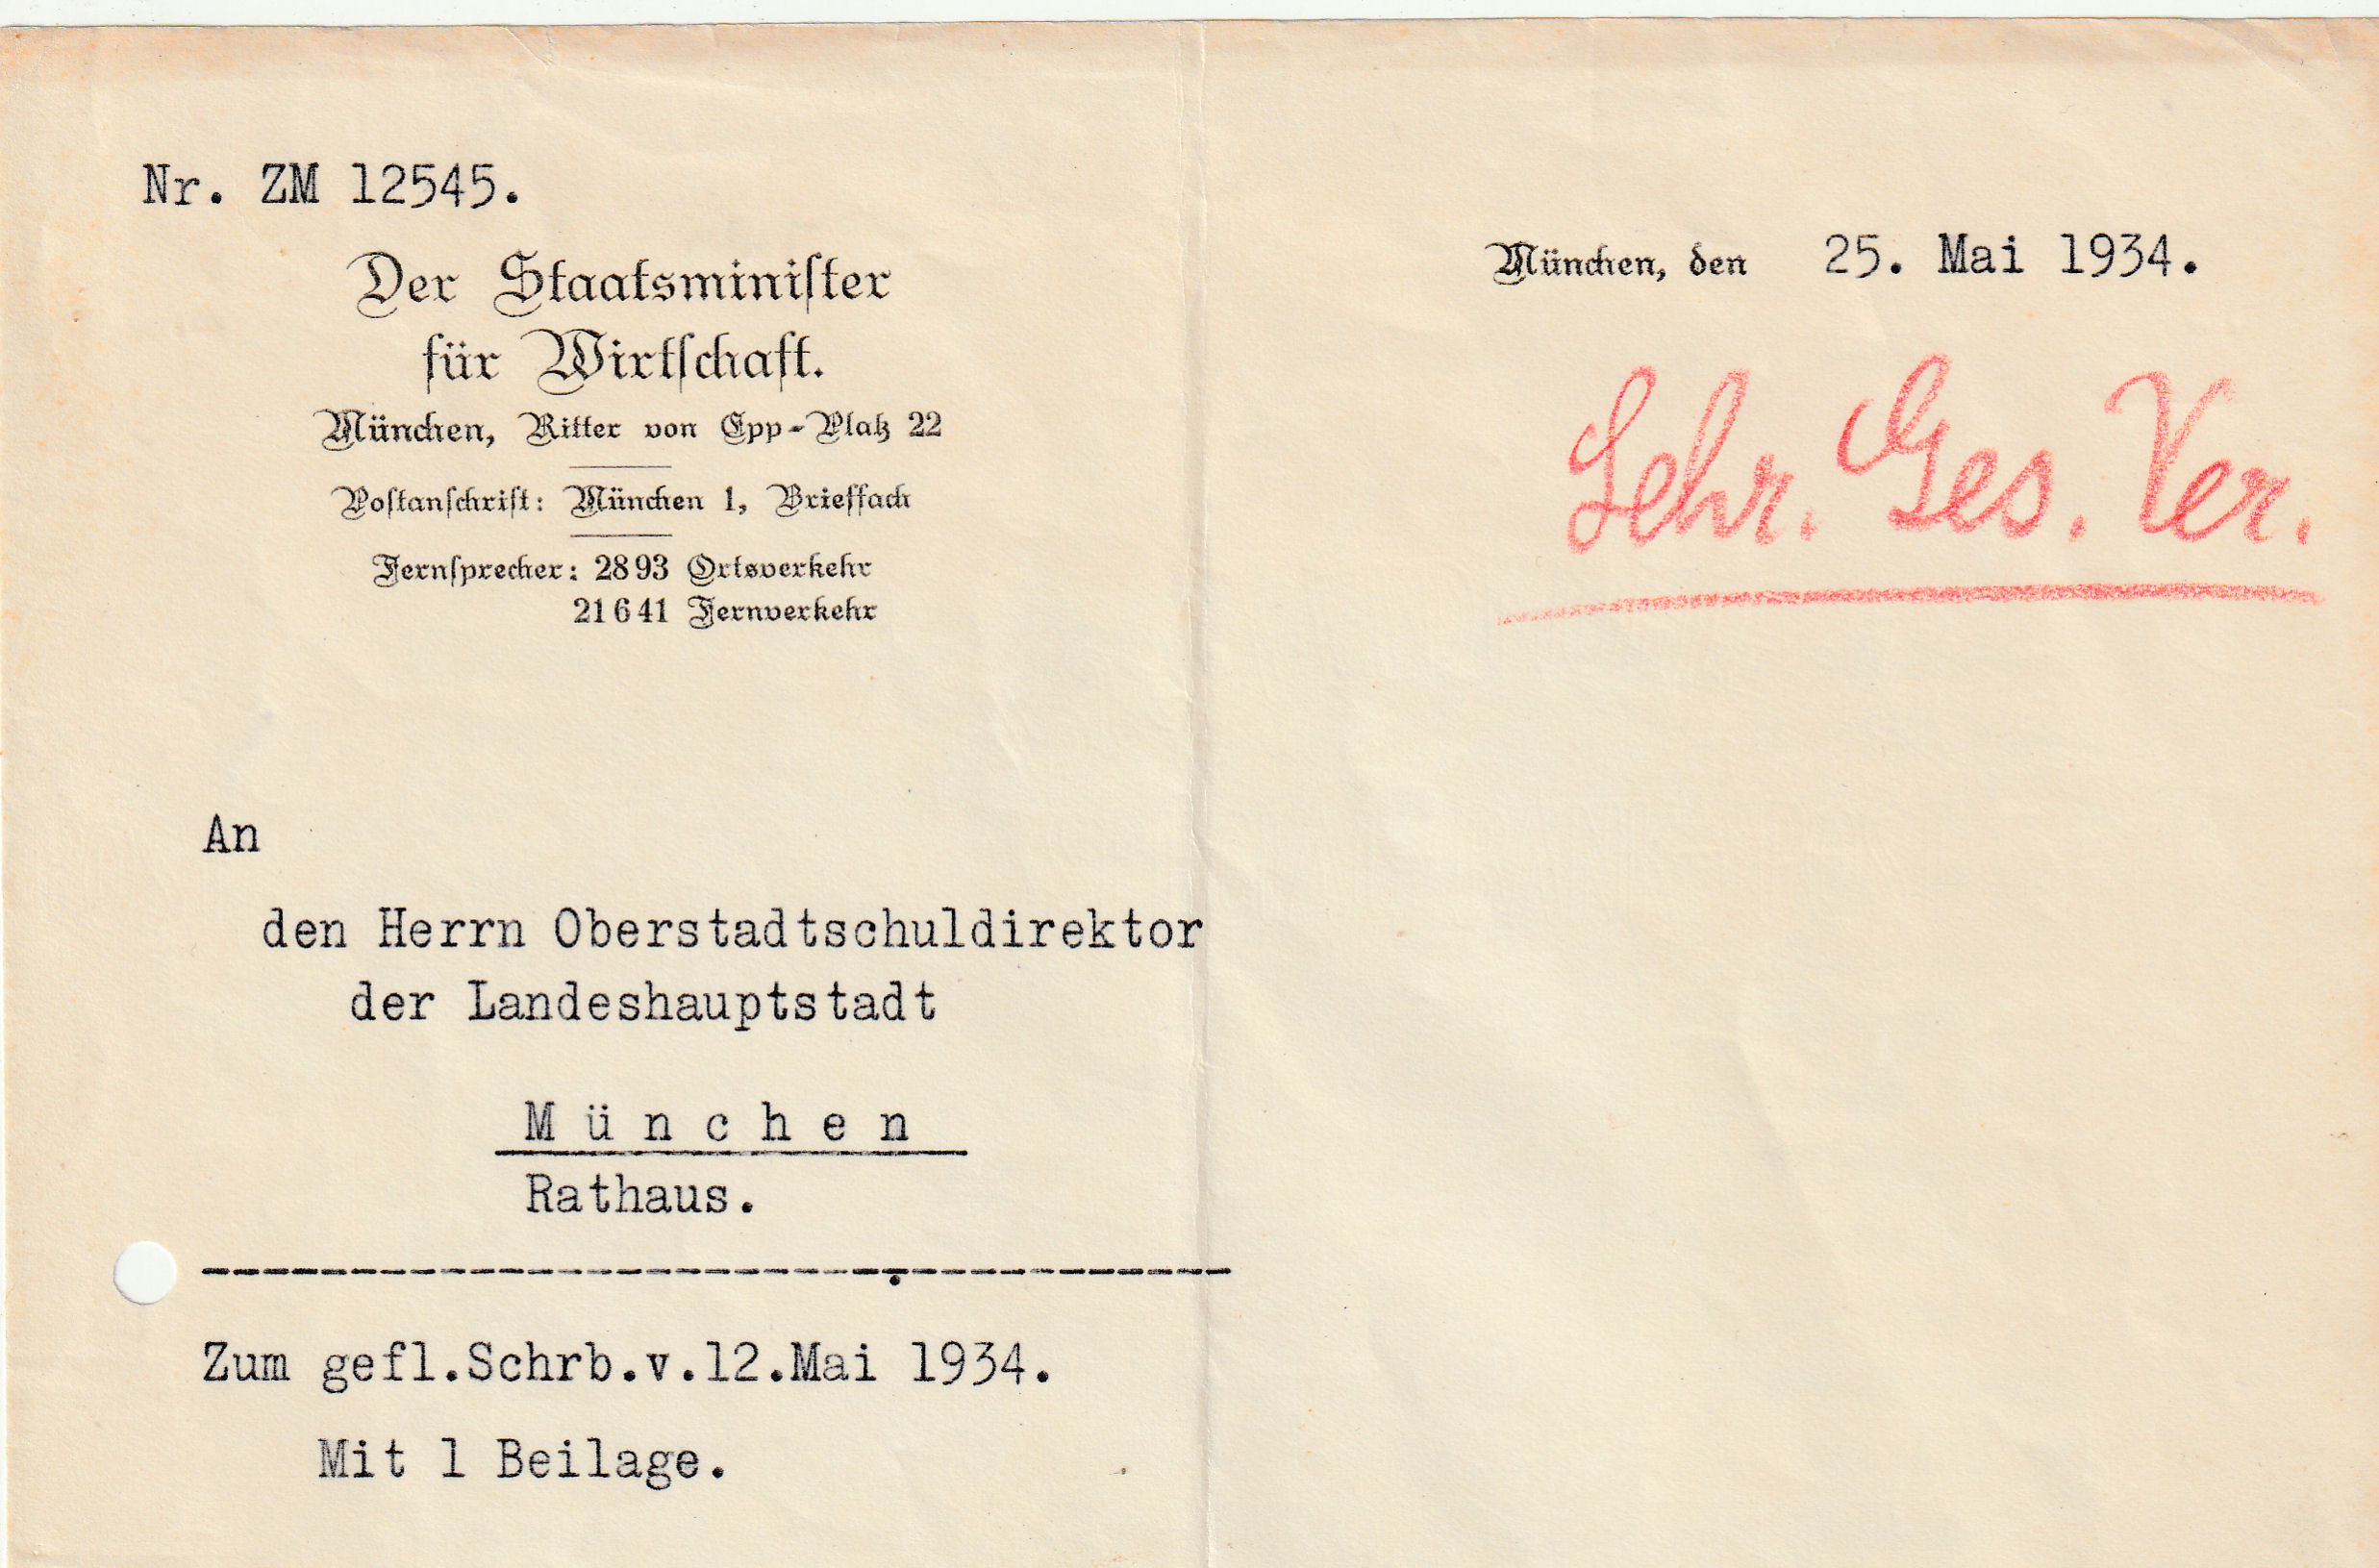 Nr. ZM 12545.
Der Staatsminister
für Wirtschaft.
München, Ritter von Epp-Platz 22
Postanschrift: München 1, Brieffach
Fernsprecher: 2893 Ortsverkehr
21641 Fernverkehr
München, den 25. Mai 1934.
Lehr. Ges. Ver.
An
den Herrn Oberstadtschuldirektor
der Landeshauptstadt
M ü n c h e n
Rathaus.
Zum gefl.Schrb.v.12.Mai 1934.
Mit 1 Beilage.